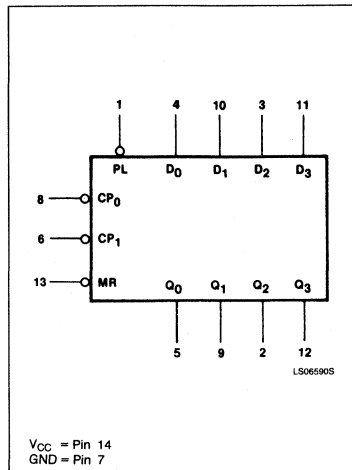 1 4 10 3 11
PL D0 D1 D2 D3
8 CP0
6 CP1
13 MR Q0 Q1 Q2 Q3
5 9 2 12
LS06590S
VCC = Pin 14
GND = Pin 7